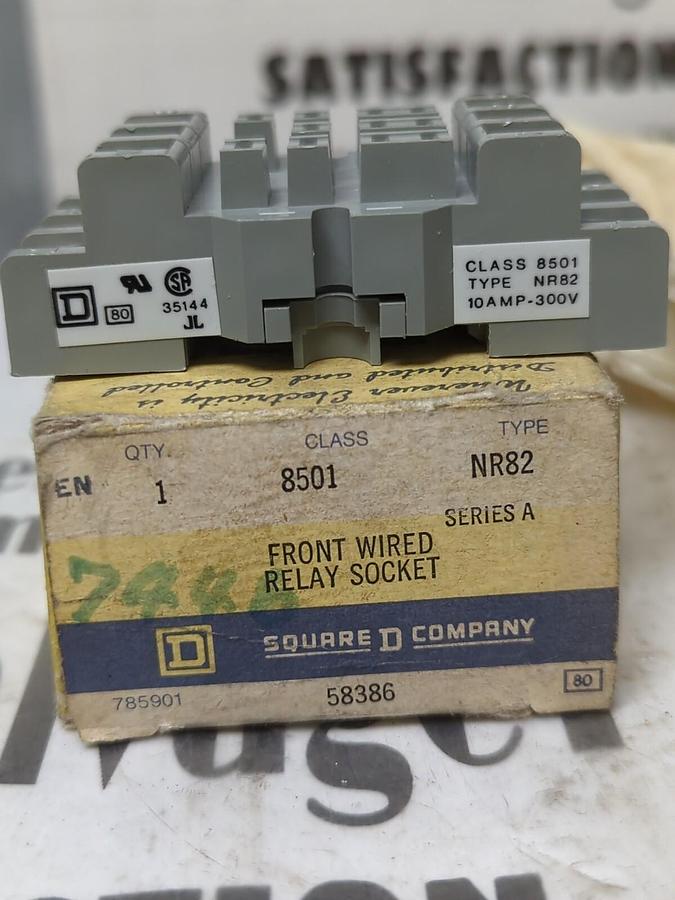 SATISFACTION
D 80
SA
35144
CLASS 8501
TYPE NR82
10AMP-300V
Wherever Electricity is
Distributed and Controlled
QTY. CLASS TYPE
EN 1 8501 NR82
SERIES A
FRONT WIRED
RELAY SOCKET
D SQUARE D COMPANY
785901 58386 80